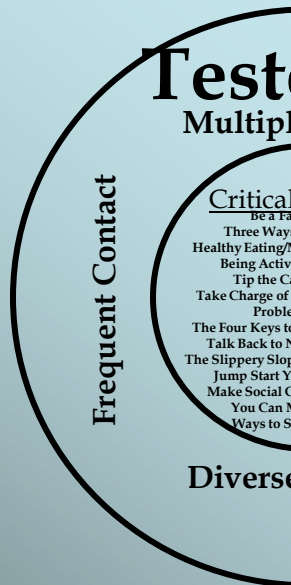 Teste
Multipl
Frequent Contact
Critical
Be a Fa
Three Ways
Healthy Eating/M
Being Activ
Tip the Ca
Take Charge of
Proble
The Four Keys to
Talk Back to N
The Slippery Slop
Jump Start Y
Make Social C
You Can M
Ways to S
Diverse